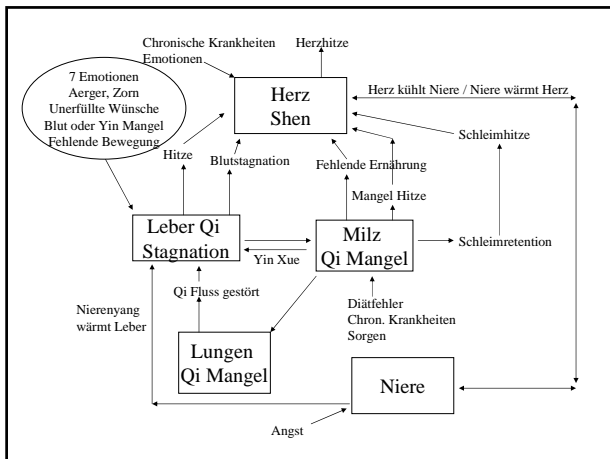 Chronische Krankheiten
Emotionen
Herzhitze
7 Emotionen
Aerger, Zorn
Unerfüllte Wünsche
Blut oder Yin Mangel
Fehlende Bewegung
Herz
Shen
Herz kühlt Niere / Niere wärmt Herz
Schleimhitze
Hitze
Blutstagnation
Fehlende Ernährung
Mangel Hitze
Leber Qi
Stagnation
Yin Xue
Milz
Qi Mangel
Schleimretention
Qi Fluss gestört
Nierenyang
wärmt Leber
Diätfehler
Chron. Krankheiten
Sorgen
Lungen
Qi Mangel
Niere
Angst